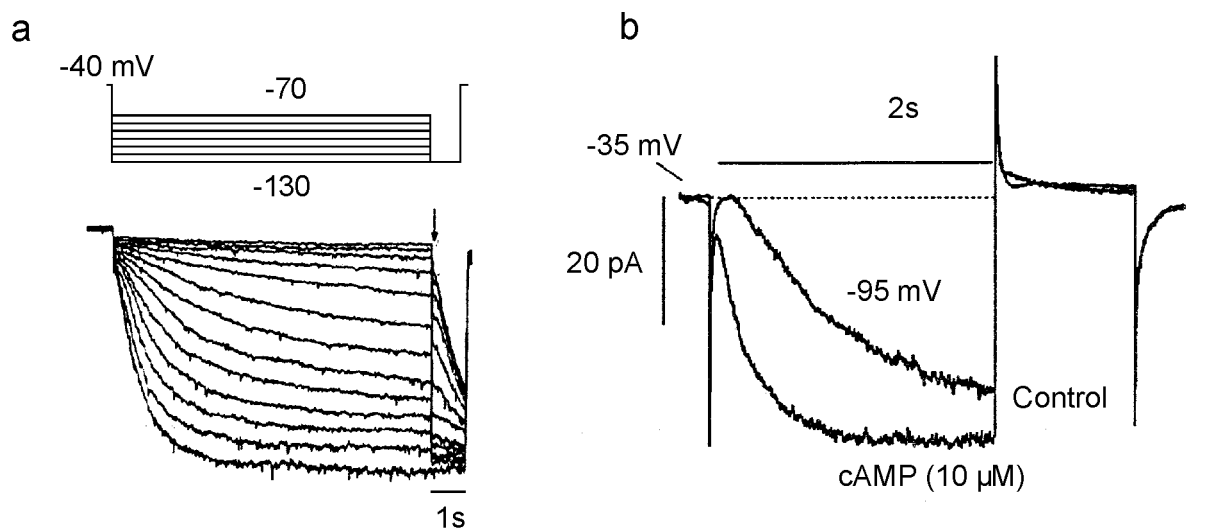 a
-40 mV
-70
-130
1s
b
2s
-35 mV
20 pA
-95 mV
Control
cAMP (10 µM)